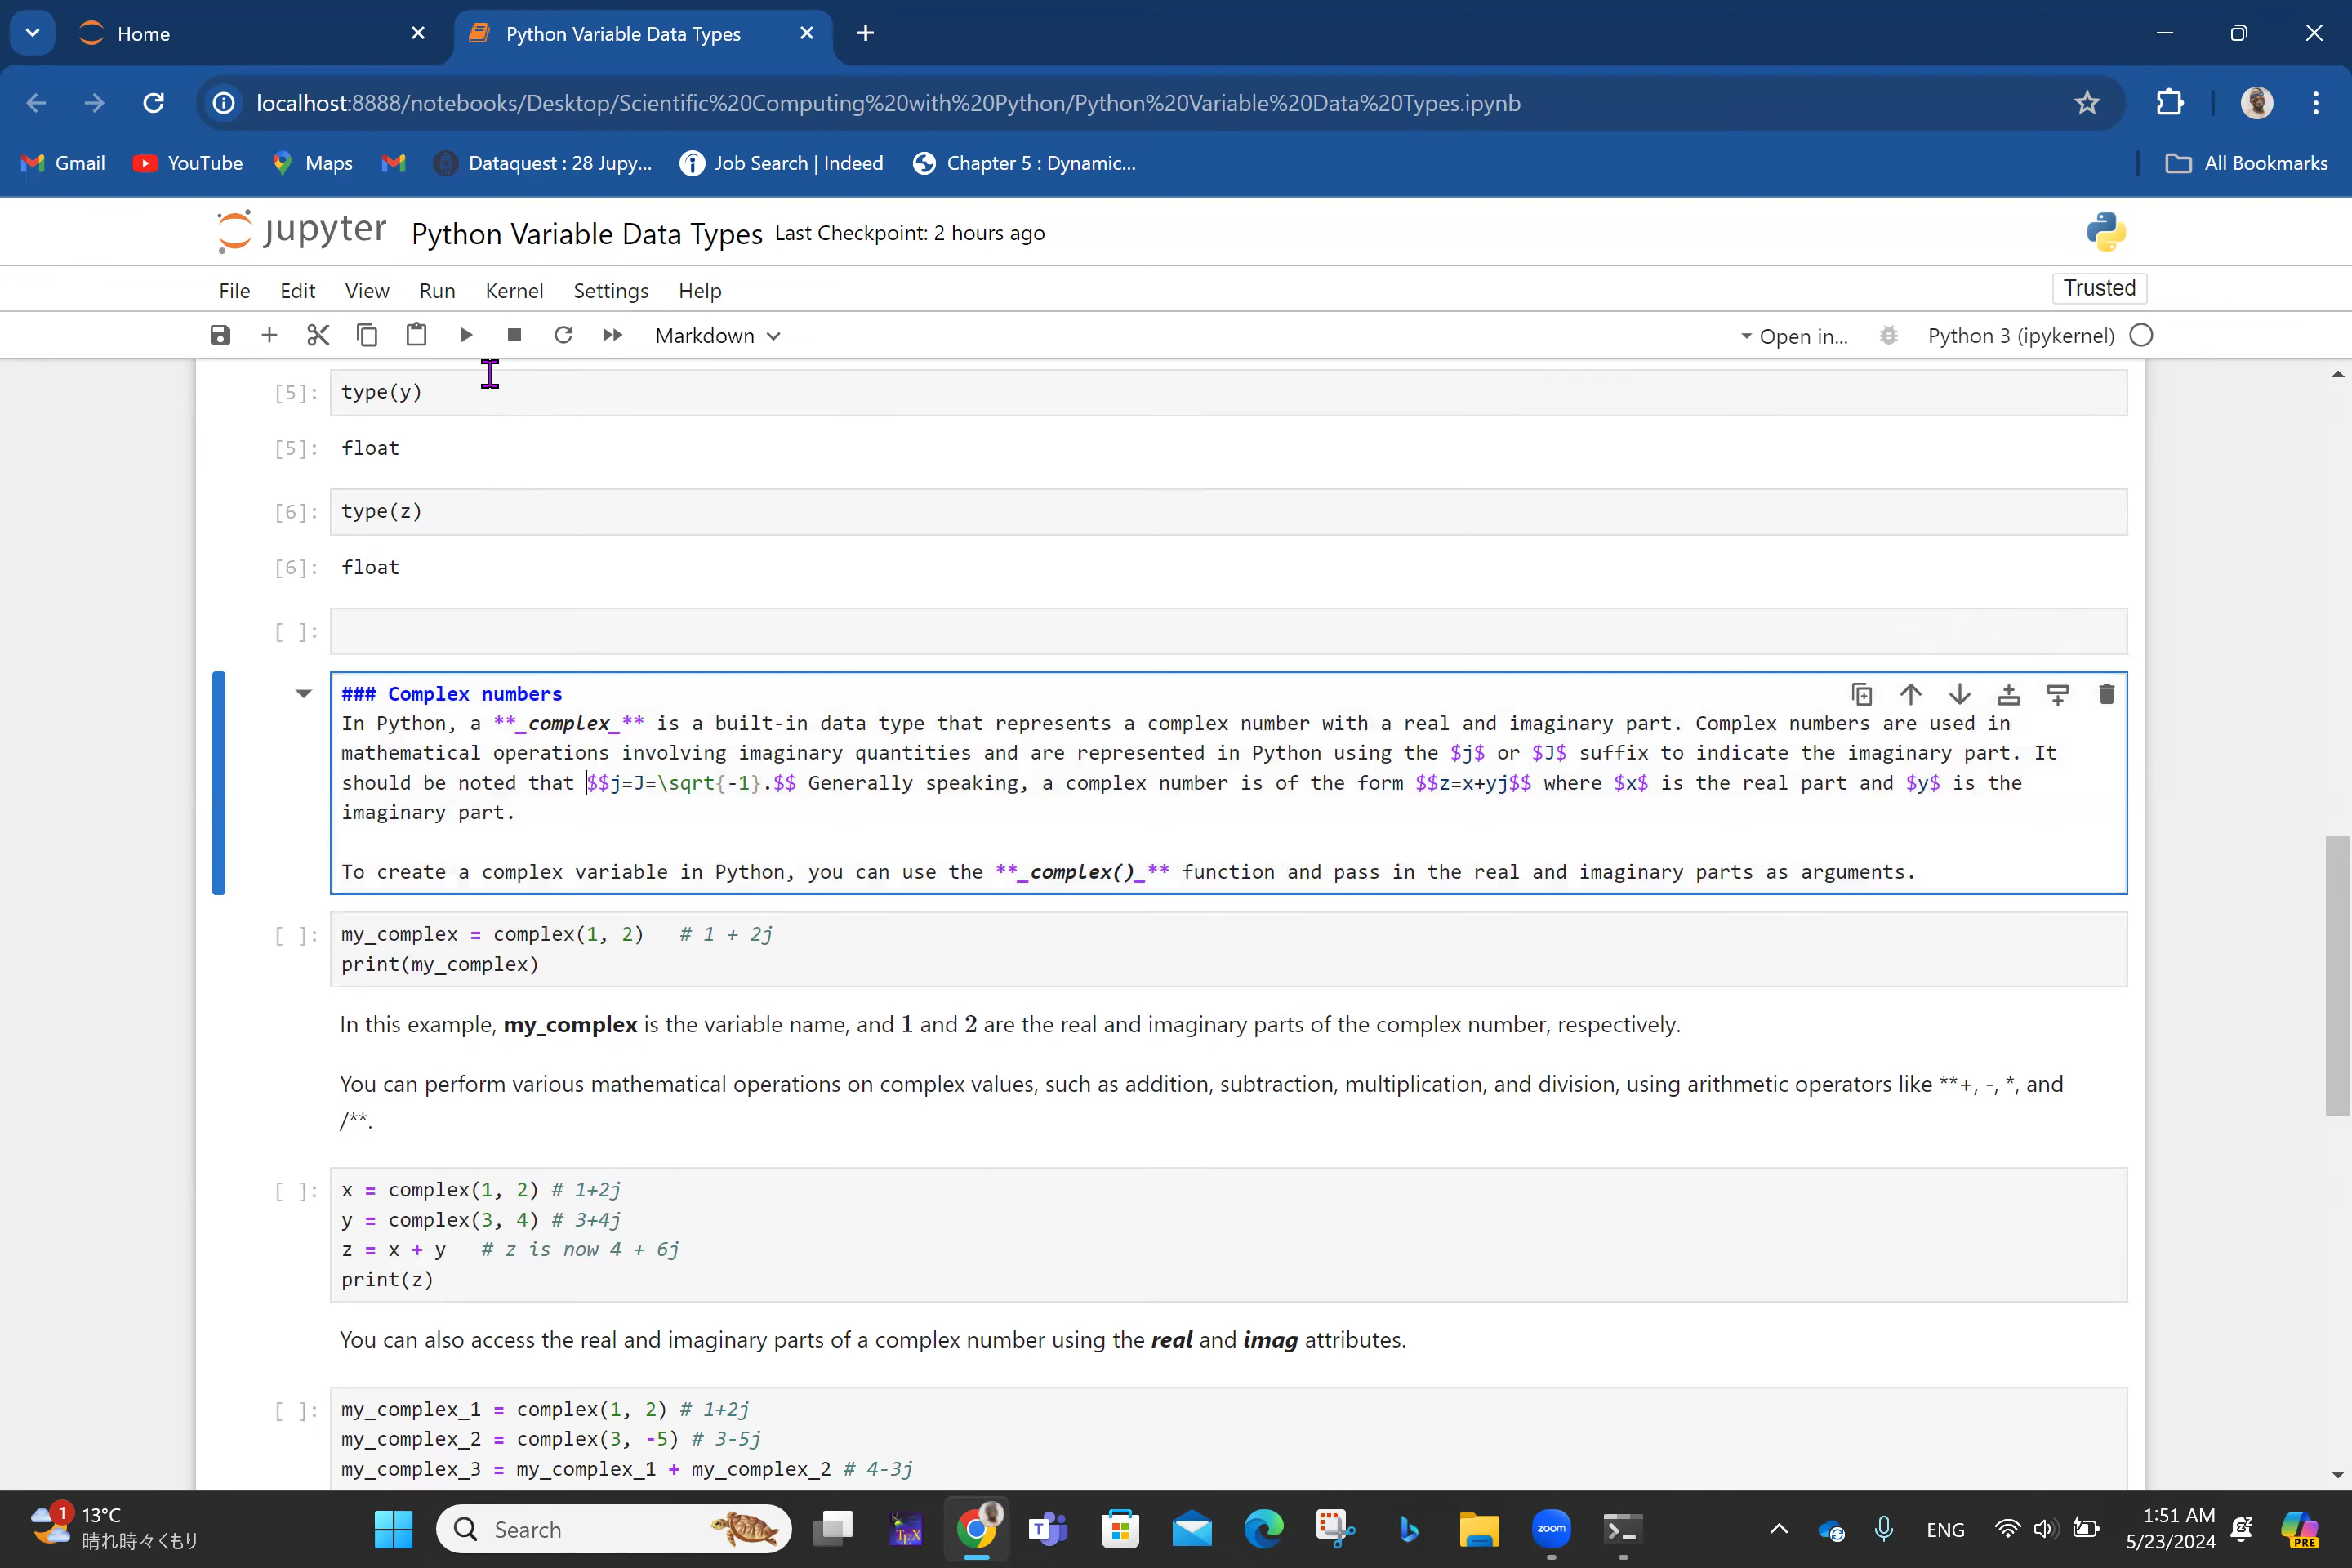 Home
Python Variable Data Types
localhost:8888/notebooks/Desktop/Scientific%20Computing%20with%20Python/Python%20Variable%20Data%20Types.ipynb
Gmail YouTube Maps Dataquest : 28 Jupy... Job Search | Indeed Chapter 5 : Dynamic... All Bookmarks
jupyter Python Variable Data Types Last Checkpoint: 2 hours ago
File Edit View Run Kernel Settings Help Trusted
Markdown Open in... Python 3 (ipykernel)
[5]: type(y)
[5]: float
[6]: type(z)
[6]: float
[ ]:
### Complex numbers
In Python, a **_complex_** is a built-in data type that represents a complex number with a real and imaginary part. Complex numbers are used in
mathematical operations involving imaginary quantities and are represented in Python using the $j$ or $J$ suffix to indicate the imaginary part. It
should be noted that $$j=J=\sqrt{-1}.$$ Generally speaking, a complex number is of the form $$z=x+yj$$ where $x$ is the real part and $y$ is the
imaginary part.
To create a complex variable in Python, you can use the **_complex()_** function and pass in the real and imaginary parts as arguments.
[ ]: my_complex = complex(1, 2) # 1 + 2j
print(my_complex)
In this example, my_complex is the variable name, and 1 and 2 are the real and imaginary parts of the complex number, respectively.
You can perform various mathematical operations on complex values, such as addition, subtraction, multiplication, and division, using arithmetic operators like **+, -, *, and
/**.
[ ]: x = complex(1, 2) # 1+2j
y = complex(3, 4) # 3+4j
z = x + y # z is now 4 + 6j
print(z)
You can also access the real and imaginary parts of a complex number using the real and imag attributes.
[ ]: my_complex_1 = complex(1, 2) # 1+2j
my_complex_2 = complex(3, -5) # 3-5j
my_complex_3 = my_complex_1 + my_complex_2 # 4-3j
1 13°C
晴れ時々くもり
Search
TEX
T
zoom
ENG
1:51 AM
5/23/2024
PRE